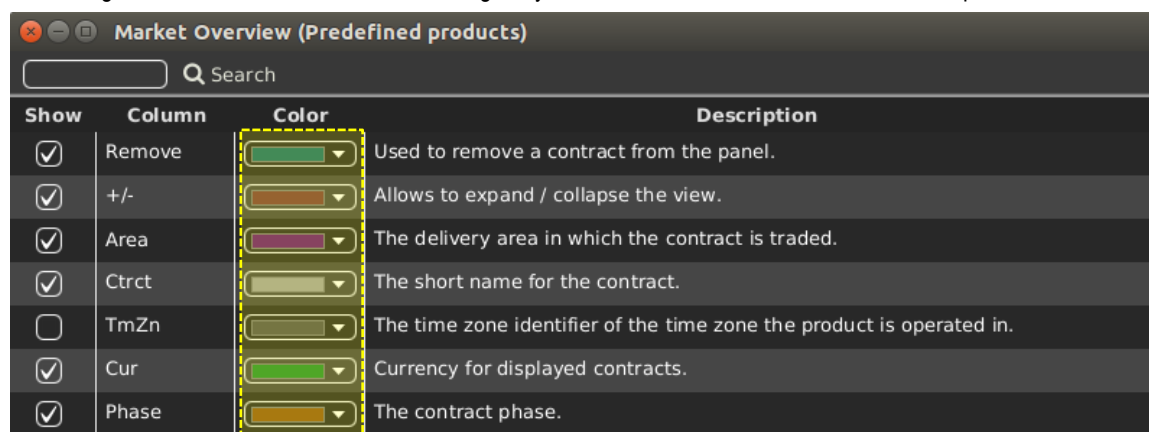 Market Overview (Predefined products)
Search
Show Column Color Description
Remove Used to remove a contract from the panel.
+/- Allows to expand / collapse the view.
Area The delivery area in which the contract is traded.
Ctrct The short name for the contract.
TmZn The time zone identifier of the time zone the product is operated in.
Cur Currency for displayed contracts.
Phase The contract phase.